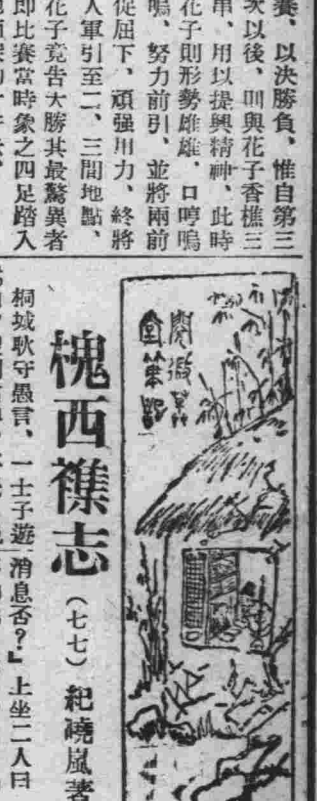 賽、以決勝負、惟自第三
次以後、則與花子香樵三
串、用以提興精神、此時
花子則形勢雄雄、口哼嗚
嗚、努力前引、並將兩前
從屈下、頑强用力、終將
人軍引至二、三間地點、
花子竟告大勝其最驚異者
即比賽當時象之四足踏入
閱微草
堂筆記
槐西襍志
(七七) 紀曉嵐著
桐城耿守愚言、一士子遊
消息否?』上坐二人曰